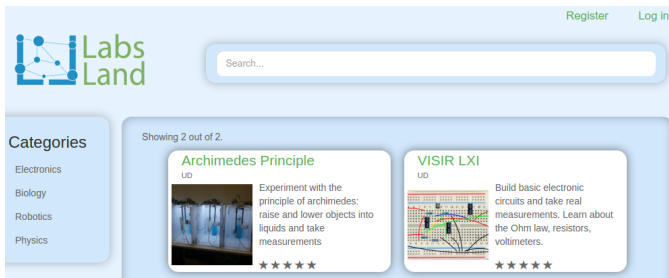 Register Log in
Labs
Land
Search...
Categories
Electronics
Biology
Robotics
Physics
Showing 2 out of 2.
Archimedes Principle
UD
Experiment with the
principle of archimedes:
raise and lower objects into
liquids and take
measurements
★★★★★
VISIR LXI
UD
Build basic electronic
circuits and take real
measurements. Learn about
the Ohm law, resistors,
voltimeters.
★★★★★